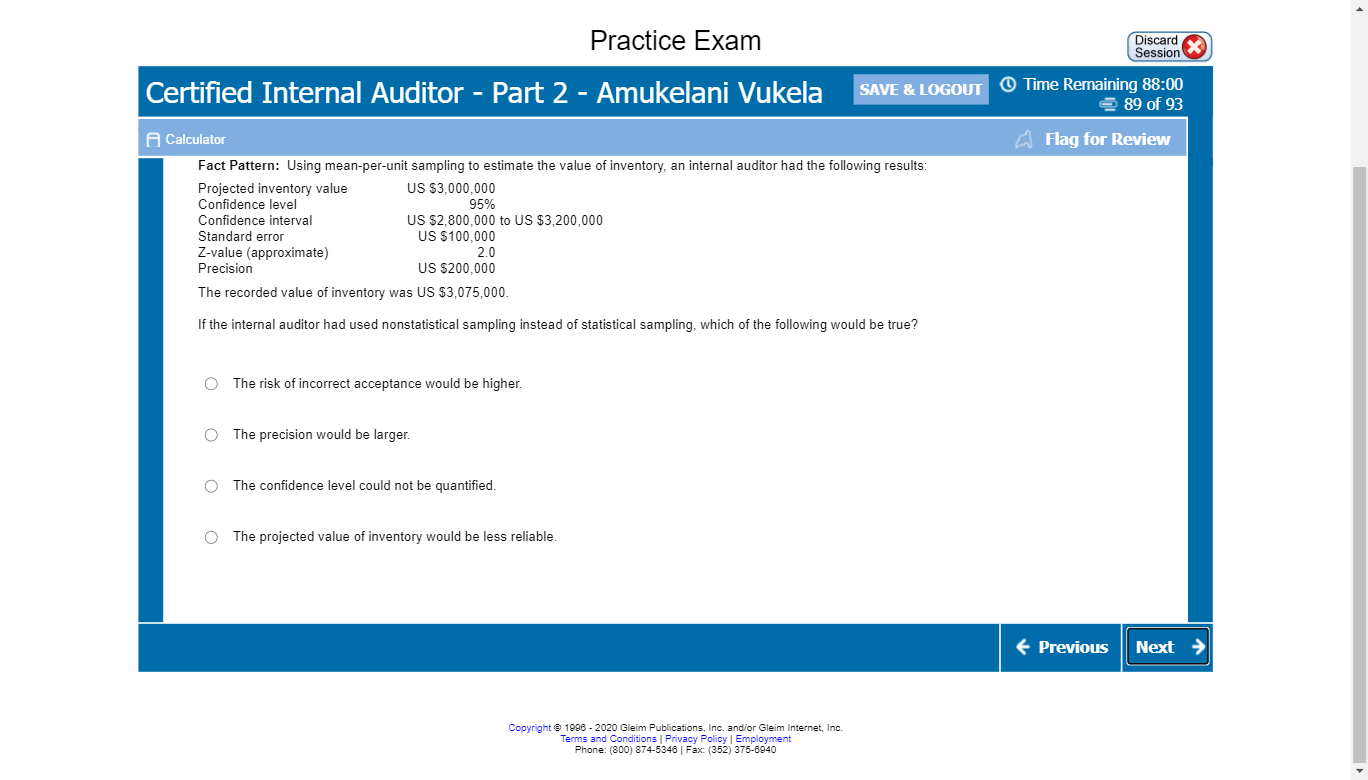 Practice Exam
Discard
Session
Certified Internal Auditor - Part 2 - Amukelani Vukela
SAVE & LOGOUT
Time Remaining 88:00
89 of 93
Calculator
Flag for Review
Fact Pattern: Using mean-per-unit sampling to estimate the value of inventory, an internal auditor had the following results:
Projected inventory value US $3,000,000
Confidence level 95%
Confidence interval US $2,800,000 to US $3,200,000
Standard error US $100,000
Z-value (approximate) 2.0
Precision US $200,000
The recorded value of inventory was US $3,075,000.
If the internal auditor had used nonstatistical sampling instead of statistical sampling, which of the following would be true?
The risk of incorrect acceptance would be higher.
The precision would be larger.
The confidence level could not be quantified.
The projected value of inventory would be less reliable.
Previous
Next
Copyright © 1996 - 2020 Gleim Publications, Inc. and/or Gleim Internet, Inc.
Terms and Conditions | Privacy Policy | Employment
Phone: (800) 874-5346 | Fax: (352) 375-6940